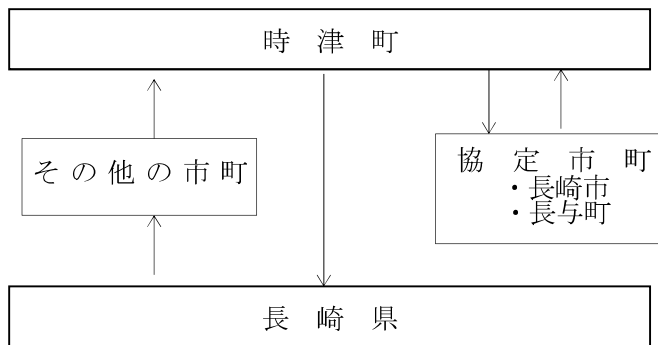 時津町
その他の市町
協定市町
・長崎市
・長与町
長崎県